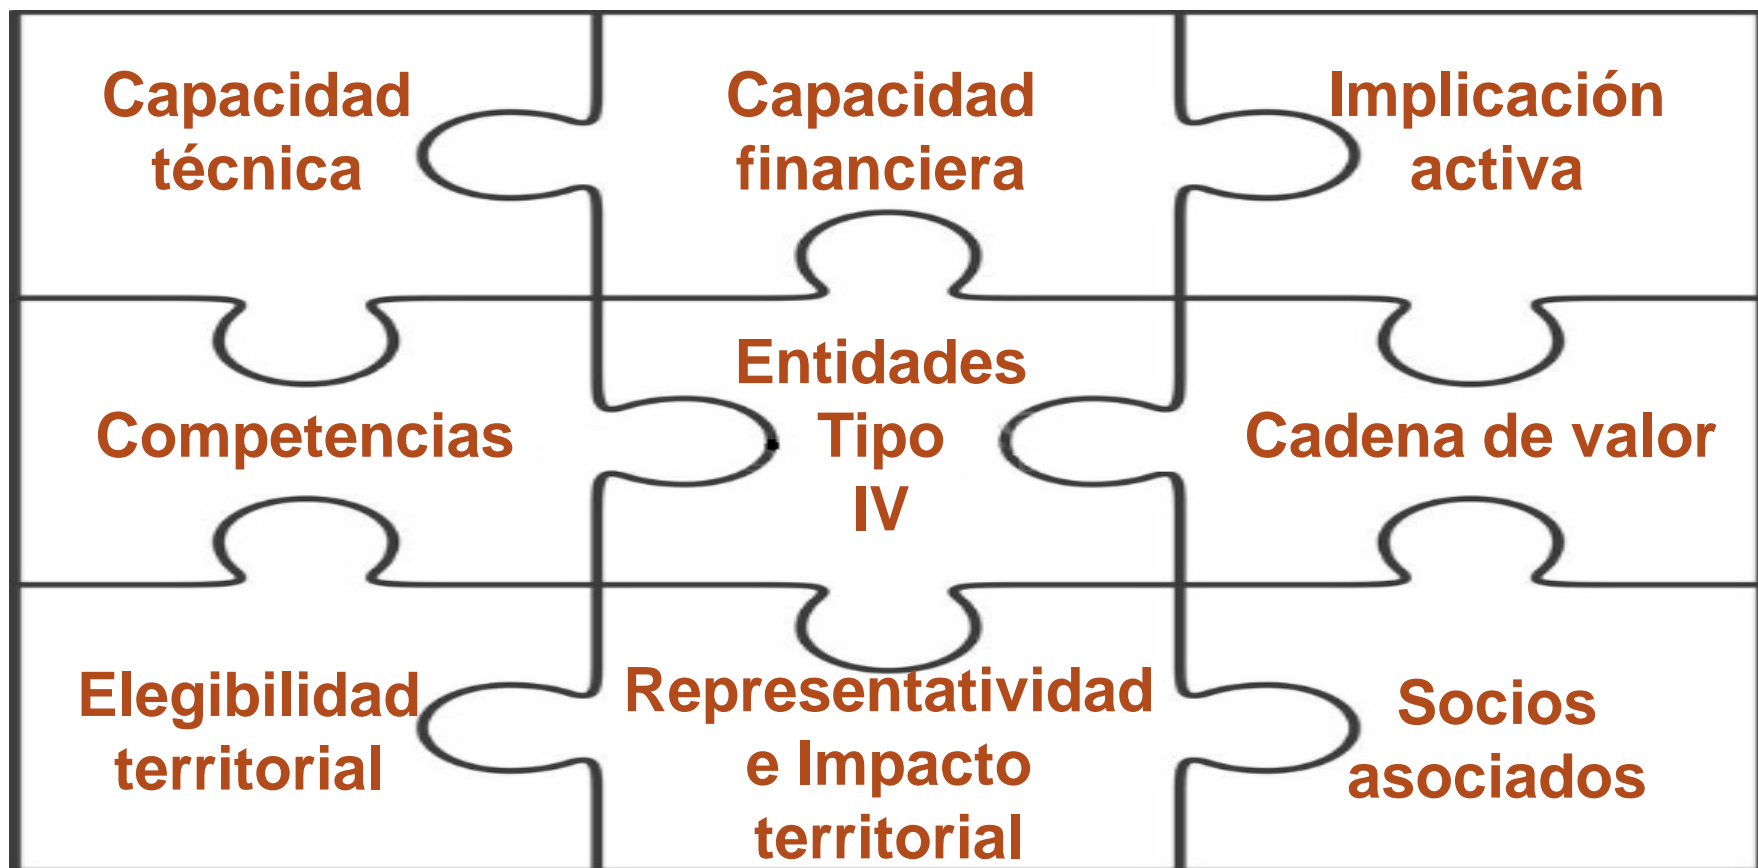 Capacidad
técnica
Capacidad
financiera
Implicación
activa
Competencias
Entidades
Tipo
IV
Cadena de valor
Elegibilidad
territorial
Representatividad
e Impacto
territorial
Socios
asociados